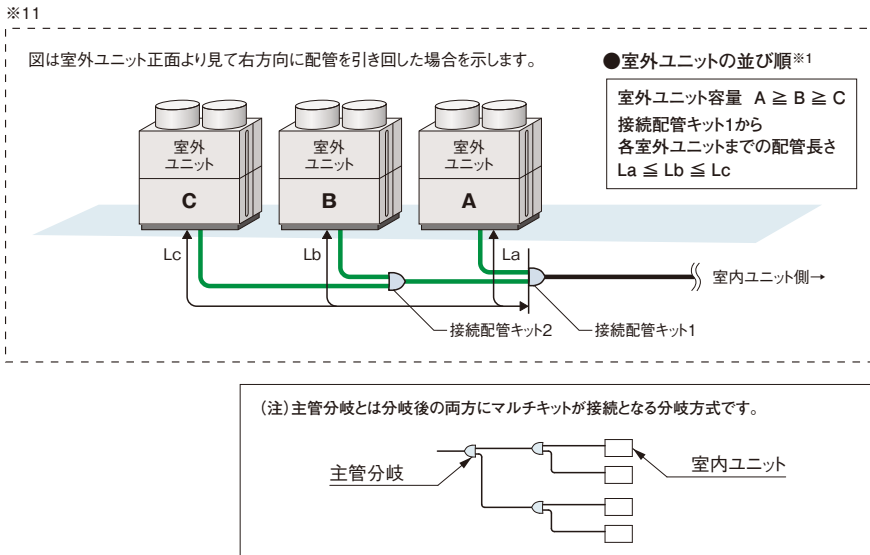 ※11
図は室外ユニット正面より見て右方向に配管を引き回した場合を示します。
●室外ユニットの並び順※1
室外ユニット容量 A ≧ B ≧ C
接続配管キット1から
各室外ユニットまでの配管長さ
La ≦ Lb ≦ Lc
室外
ユニット
C
室外
ユニット
B
室外
ユニット
A
Lc
Lb
La
室内ユニット側→
接続配管キット2
接続配管キット1
(注)主管分岐とは分岐後の両方にマルチキットが接続となる分岐方式です。
主管分岐
室内ユニット